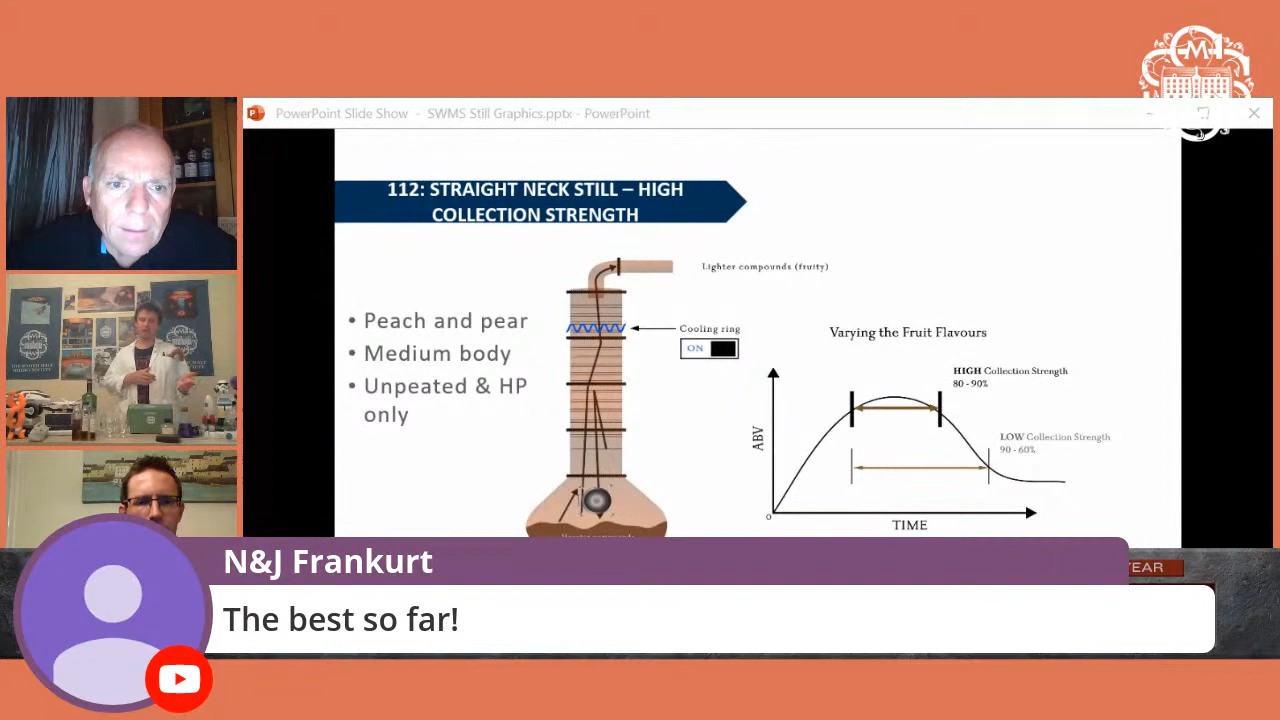 PowerPoint Slide Show - SWMS Still Graphics.pptx - PowerPoint
M
112: STRAIGHT NECK STILL – HIGH
COLLECTION STRENGTH
• Peach and pear
• Medium body
• Unpeated & HP
only
Lighter compounds (fruity)
Cooling ring
ON
Varying the Fruit Flavours
HIGH Collection Strength
80 - 90%
LOW Collection Strength
90 - 60%
ABV
0
TIME
N&J Frankurt
YEAR
The best so far!